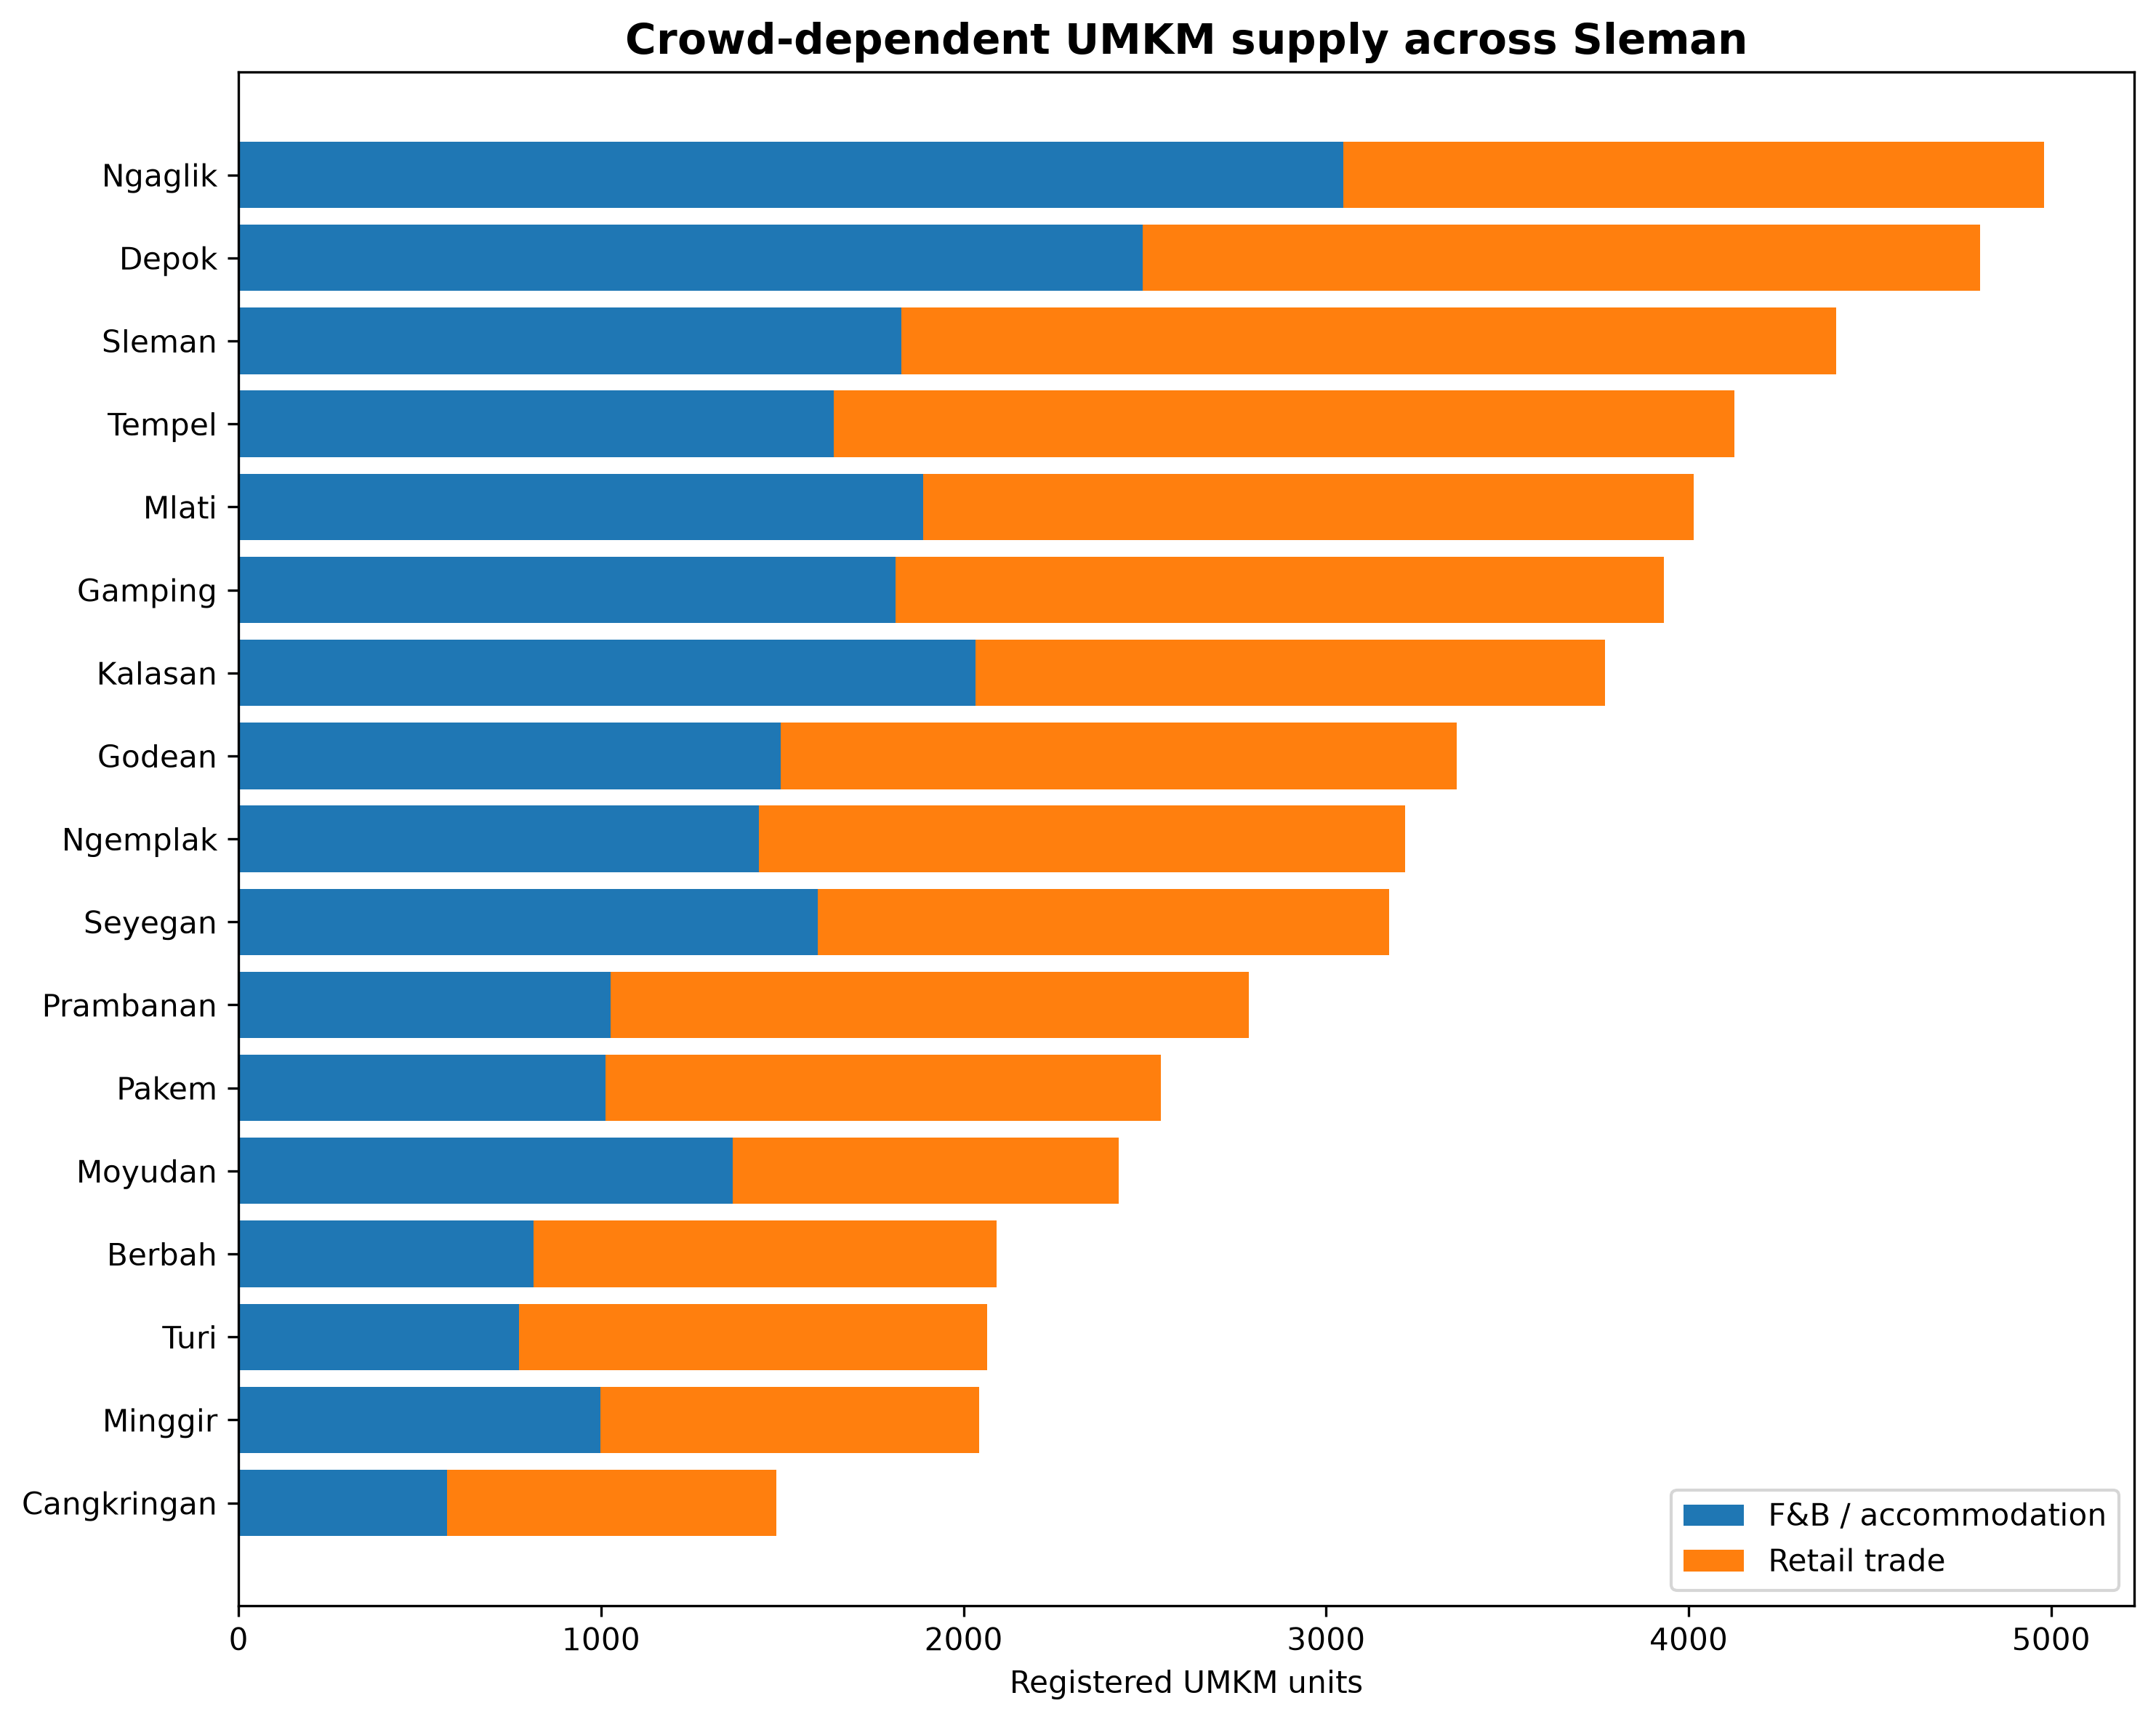 Crowd-dependent UMKM supply across Sleman
Ngaglik
Depok
Sleman
Tempel
Mlati
Gamping
Kalasan
Godean
Ngemplak
Seyegan
Prambanan
Pakem
Moyudan
Berbah
Turi
Minggir
Cangkringan
F&B / accommodation
Retail trade
0 1000 2000 3000 4000 5000
Registered UMKM units